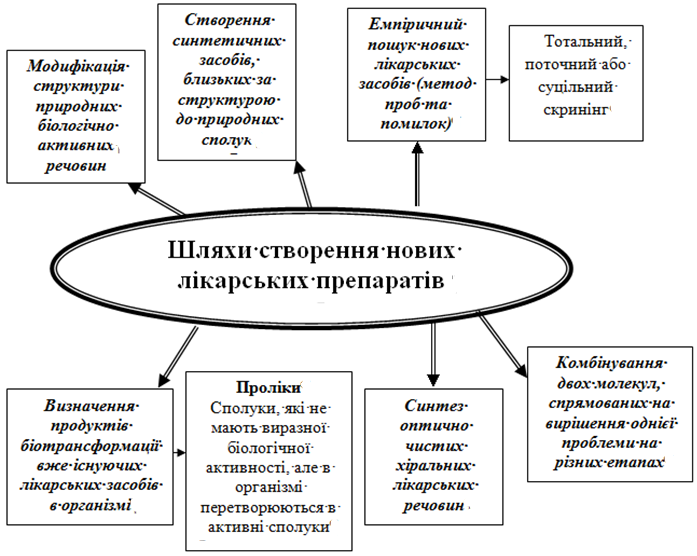 Модифікація
структури
природних
біологічно
активних
речовин
Створення
синтетичних
засобів,
близьких за
структурою
до природних
сполук
Емпіричний
пошук нових
лікарських
засобів (метод
проб та
помилок)
Тотальний,
поточний або
суцільний
скринінг
Шляхи створення нових
лікарських препаратів
Визначення
продуктів
біотрансформації
вже існуючих
лікарських засобів
в організмі
Проліки
Сполуки, які не
мають виразної
біологічної
активності, але в
організмі
перетворюються в
активні сполуки
Синтез
оптично
чистих
хіральних
лікарських
речовин
Комбінування
двох молекул,
спрямованих на
вирішення однієї
проблеми на
різних етапах